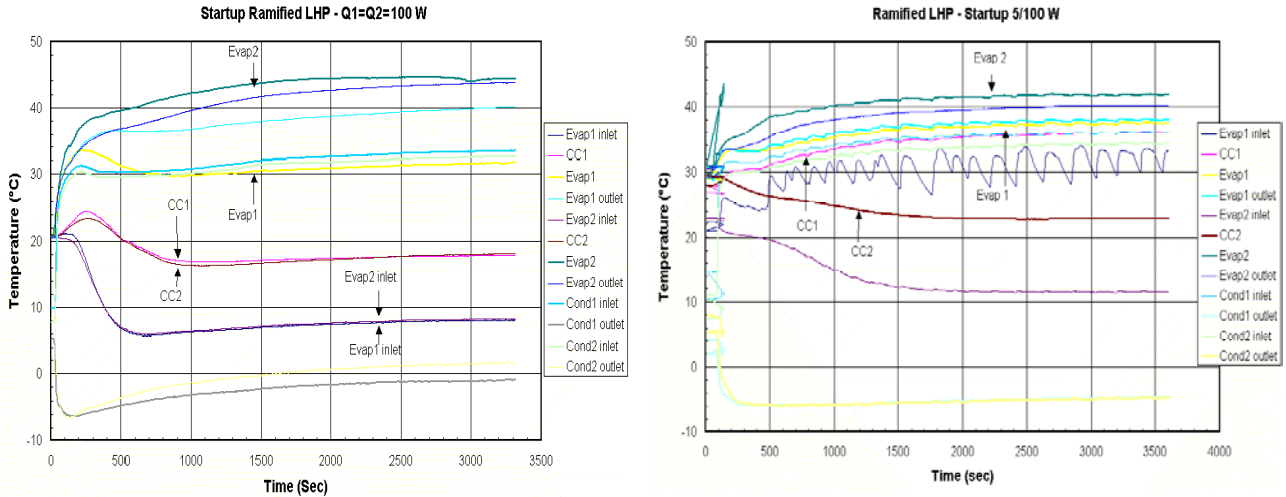 Startup Ramified LHP - Q1=Q2=100 W
50
40
30
20
10
0
-10
Temperature (°C)
0 500 1000 1500 2000 2500 3000 3500
Time (Sec)
Evap2
Evap1
CC1
CC2
Evap2 inlet
Evap1 inlet
Evap1 inlet
CC1
Evap1
Evap1 outlet
Evap2 inlet
CC2
Evap2
Evap2 outlet
Cond1 inlet
Cond1 outlet
Cond2 inlet
Cond2 outlet
Ramified LHP - Startup 5/100 W
50
40
30
20
10
0
-10
Temperature (°C)
0 500 1000 1500 2000 2500 3000 3500 4000
Time (sec)
Evap 2
Evap 1
CC1
CC2
Evap1 inlet
CC1
Evap1
Evap1 outlet
Evap2 inlet
CC2
Evap2
Evap2 outlet
Cond1 inlet
Cond1 outlet
Cond2 inlet
Cond2 outlet